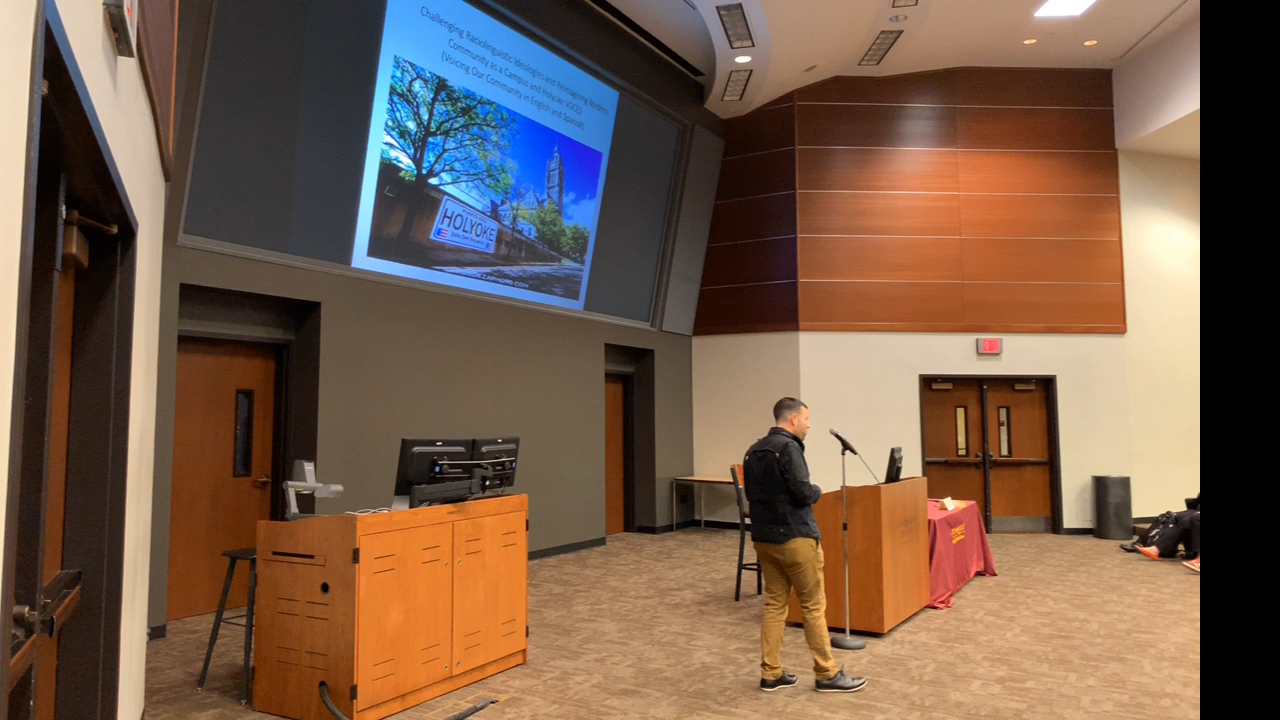 Challenging Raciolinguistic Ideologies and Reimagining Borders:
Community as a Campus and Holyoke VOCES
(Voicing Our Community in English and Spanish)
HOLYOKE